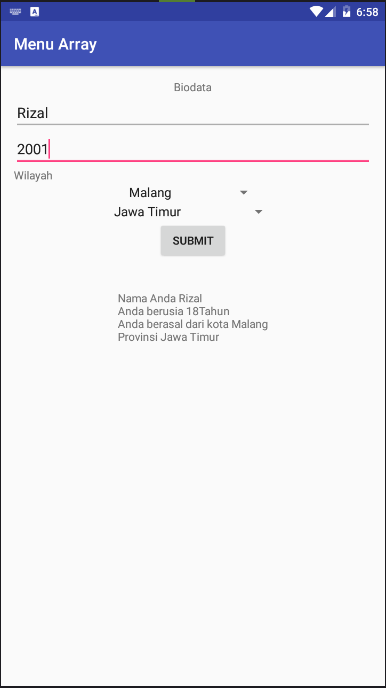 6:58
Menu Array
Biodata
Rizal
2001
Wilayah
Malang
Jawa Timur
SUBMIT
Nama Anda Rizal
Anda berusia 18Tahun
Anda berasal dari kota Malang
Provinsi Jawa Timur